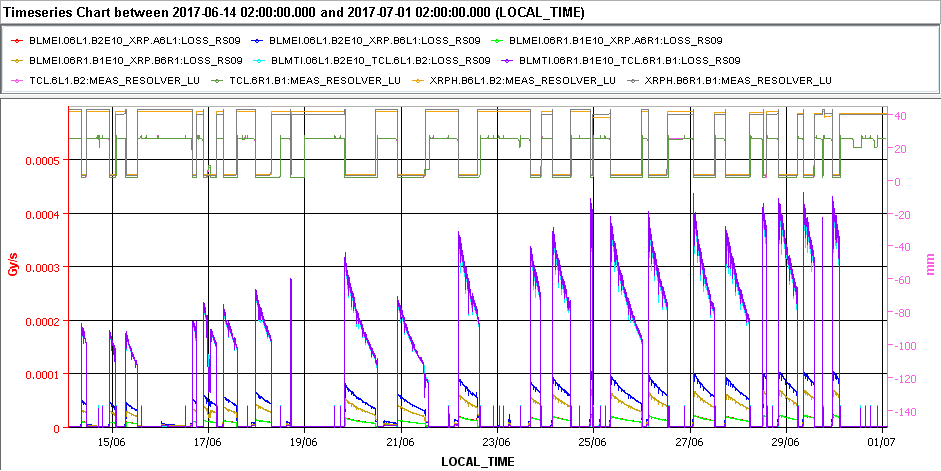 Timeseries Chart between 2017-06-14 02:00:00.000 and 2017-07-01 02:00:00.000 (LOCAL_TIME)
BLMEI.06L1.B2E10_XRP.A6L1:LOSS_RS09 BLMEI.06L1.B2E10_XRP.B6L1:LOSS_RS09 BLMEI.06R1.B1E10_XRP.A6R1:LOSS_RS09
BLMEI.06R1.B1E10_XRP.B6R1:LOSS_RS09 BLMTI.06L1.B2E10_TCL.6L1.B2:LOSS_RS09 BLMTI.06R1.B1E10_TCL.6R1.B1:LOSS_RS09
TCL.6L1.B2:MEAS_RESOLVER_LU TCL.6R1.B1:MEAS_RESOLVER_LU XRPH.B6L1.B2:MEAS_RESOLVER_LU XRPH.B6R1.B1:MEAS_RESOLVER_LU
40
20
0.0005
0
0.0004
-20
-40
Gy/s
0.0003
mm
-60
-80
0.0002
-100
0.0001
-120
-140
0
15/06 17/06 19/06 21/06 23/06 25/06 27/06 29/06 01/07
LOCAL_TIME